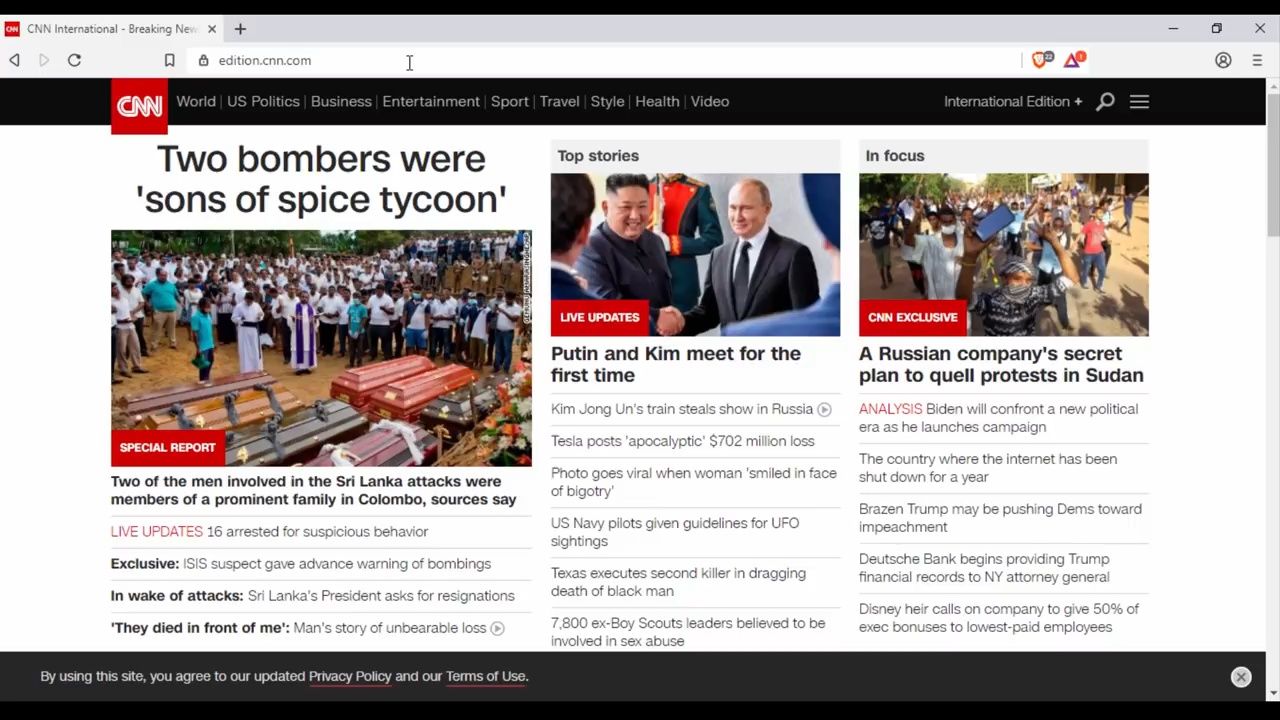 CNN International - Breaking New
edition.cnn.com
22
1
CNN
World | US Politics | Business | Entertainment | Sport | Travel | Style | Health | Video
International Edition +
Two bombers were
'sons of spice tycoon'
SPECIAL REPORT
Two of the men involved in the Sri Lanka attacks were
members of a prominent family in Colombo, sources say
LIVE UPDATES 16 arrested for suspicious behavior
Exclusive: ISIS suspect gave advance warning of bombings
In wake of attacks: Sri Lanka's President asks for resignations
'They died in front of me': Man's story of unbearable loss
Top stories
LIVE UPDATES
Putin and Kim meet for the
first time
Kim Jong Un's train steals show in Russia
Tesla posts 'apocalyptic' $702 million loss
Photo goes viral when woman 'smiled in face
of bigotry'
US Navy pilots given guidelines for UFO
sightings
Texas executes second killer in dragging
death of black man
7,800 ex-Boy Scouts leaders believed to be
involved in sex abuse
In focus
CNN EXCLUSIVE
A Russian company's secret
plan to quell protests in Sudan
ANALYSIS Biden will confront a new political
era as he launches campaign
The country where the internet has been
shut down for a year
Brazen Trump may be pushing Dems toward
impeachment
Deutsche Bank begins providing Trump
financial records to NY attorney general
Disney heir calls on company to give 50% of
exec bonuses to lowest-paid employees
By using this site, you agree to our updated Privacy Policy and our Terms of Use.